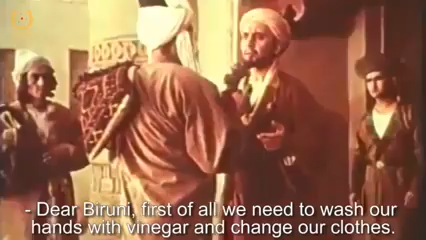 - Dear Biruni, first of all we need to wash our
hands with vinegar and change our clothes.